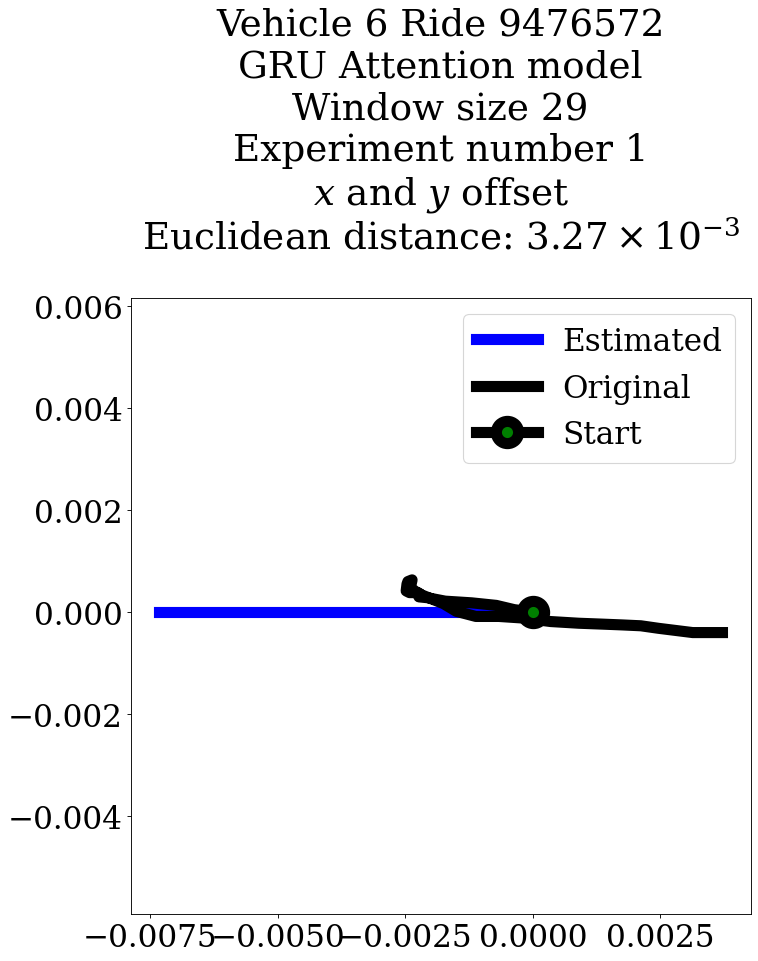 Vehicle 6 Ride 9476572
GRU Attention model
Window size 29
Experiment number 1
x and y offset
Euclidean distance: 3.27 × 10⁻³
0.006
0.004
0.002
0.000
−0.002
−0.004
Estimated
Original
Start
−0.0075 −0.0050 −0.0025 0.0000 0.0025